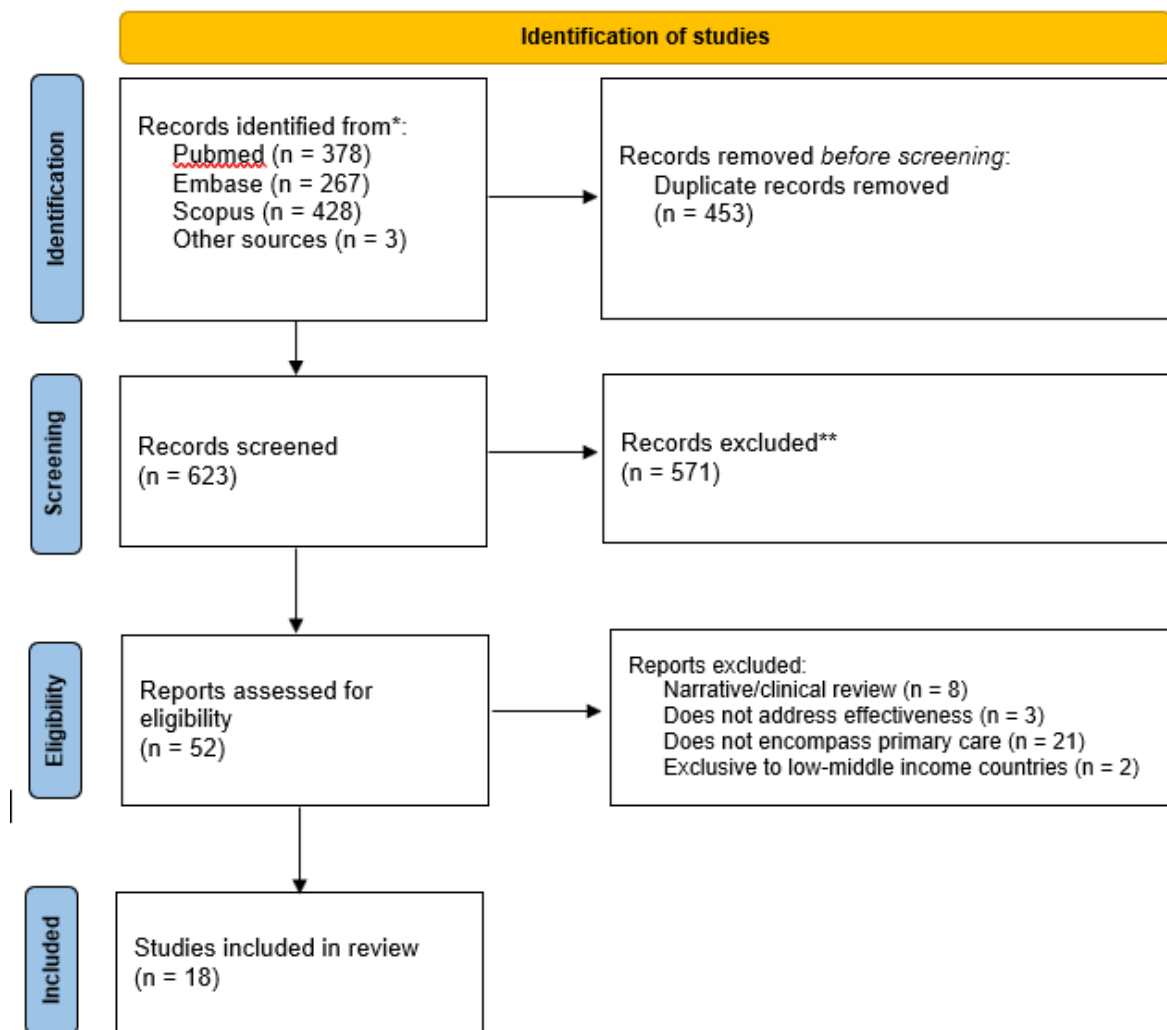 Identification of studies
Identification
Records identified from*:
Pubmed (n = 378)
Embase (n = 267)
Scopus (n = 428)
Other sources (n = 3)
Records removed before screening:
Duplicate records removed
(n = 453)
Screening
Records screened
(n = 623)
Records excluded**
(n = 571)
Eligibility
Reports assessed for
eligibility
(n = 52)
Reports excluded:
Narrative/clinical review (n = 8)
Does not address effectiveness (n = 3)
Does not encompass primary care (n = 21)
Exclusive to low-middle income countries (n = 2)
Included
Studies included in review
(n = 18)